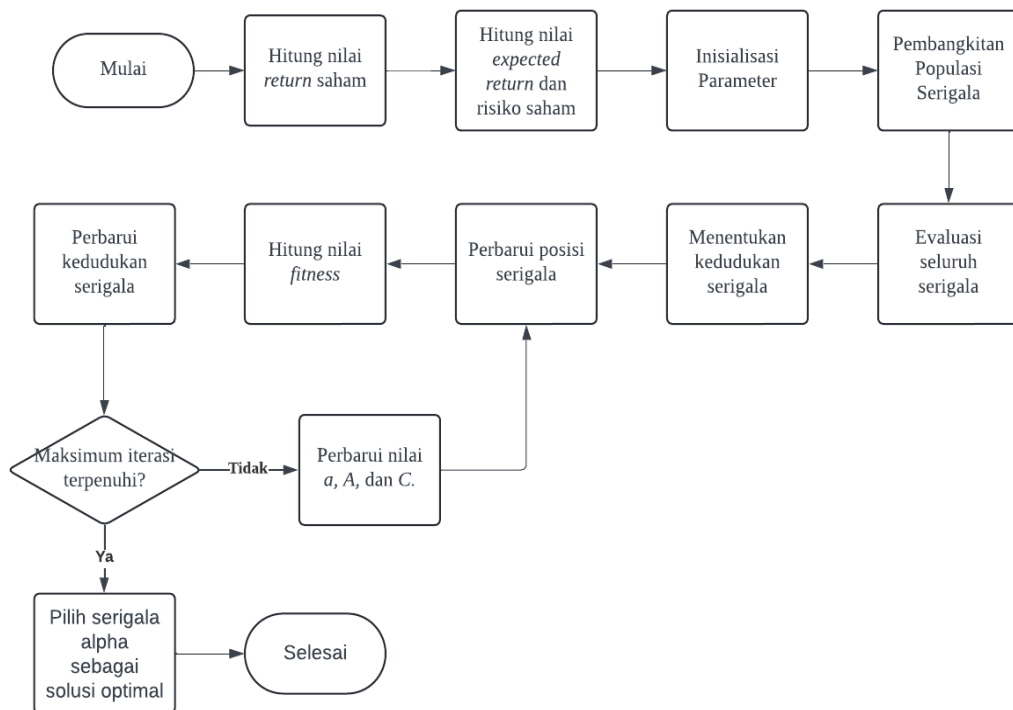 Mulai
Hitung nilai
return saham
Hitung nilai
expected
return dan
risiko saham
Inisialisasi
Parameter
Pembangkitan
Populasi
Serigala
Evaluasi
seluruh
serigala
Menentukan
kedudukan
serigala
Perbarui posisi
serigala
Hitung nilai
fitness
Perbarui
kedudukan
serigala
Maksimum iterasi
terpenuhi?
Tidak
Perbarui nilai
a, A, dan C.
Ya
Pilih serigala
alpha
sebagai
solusi optimal
Selesai